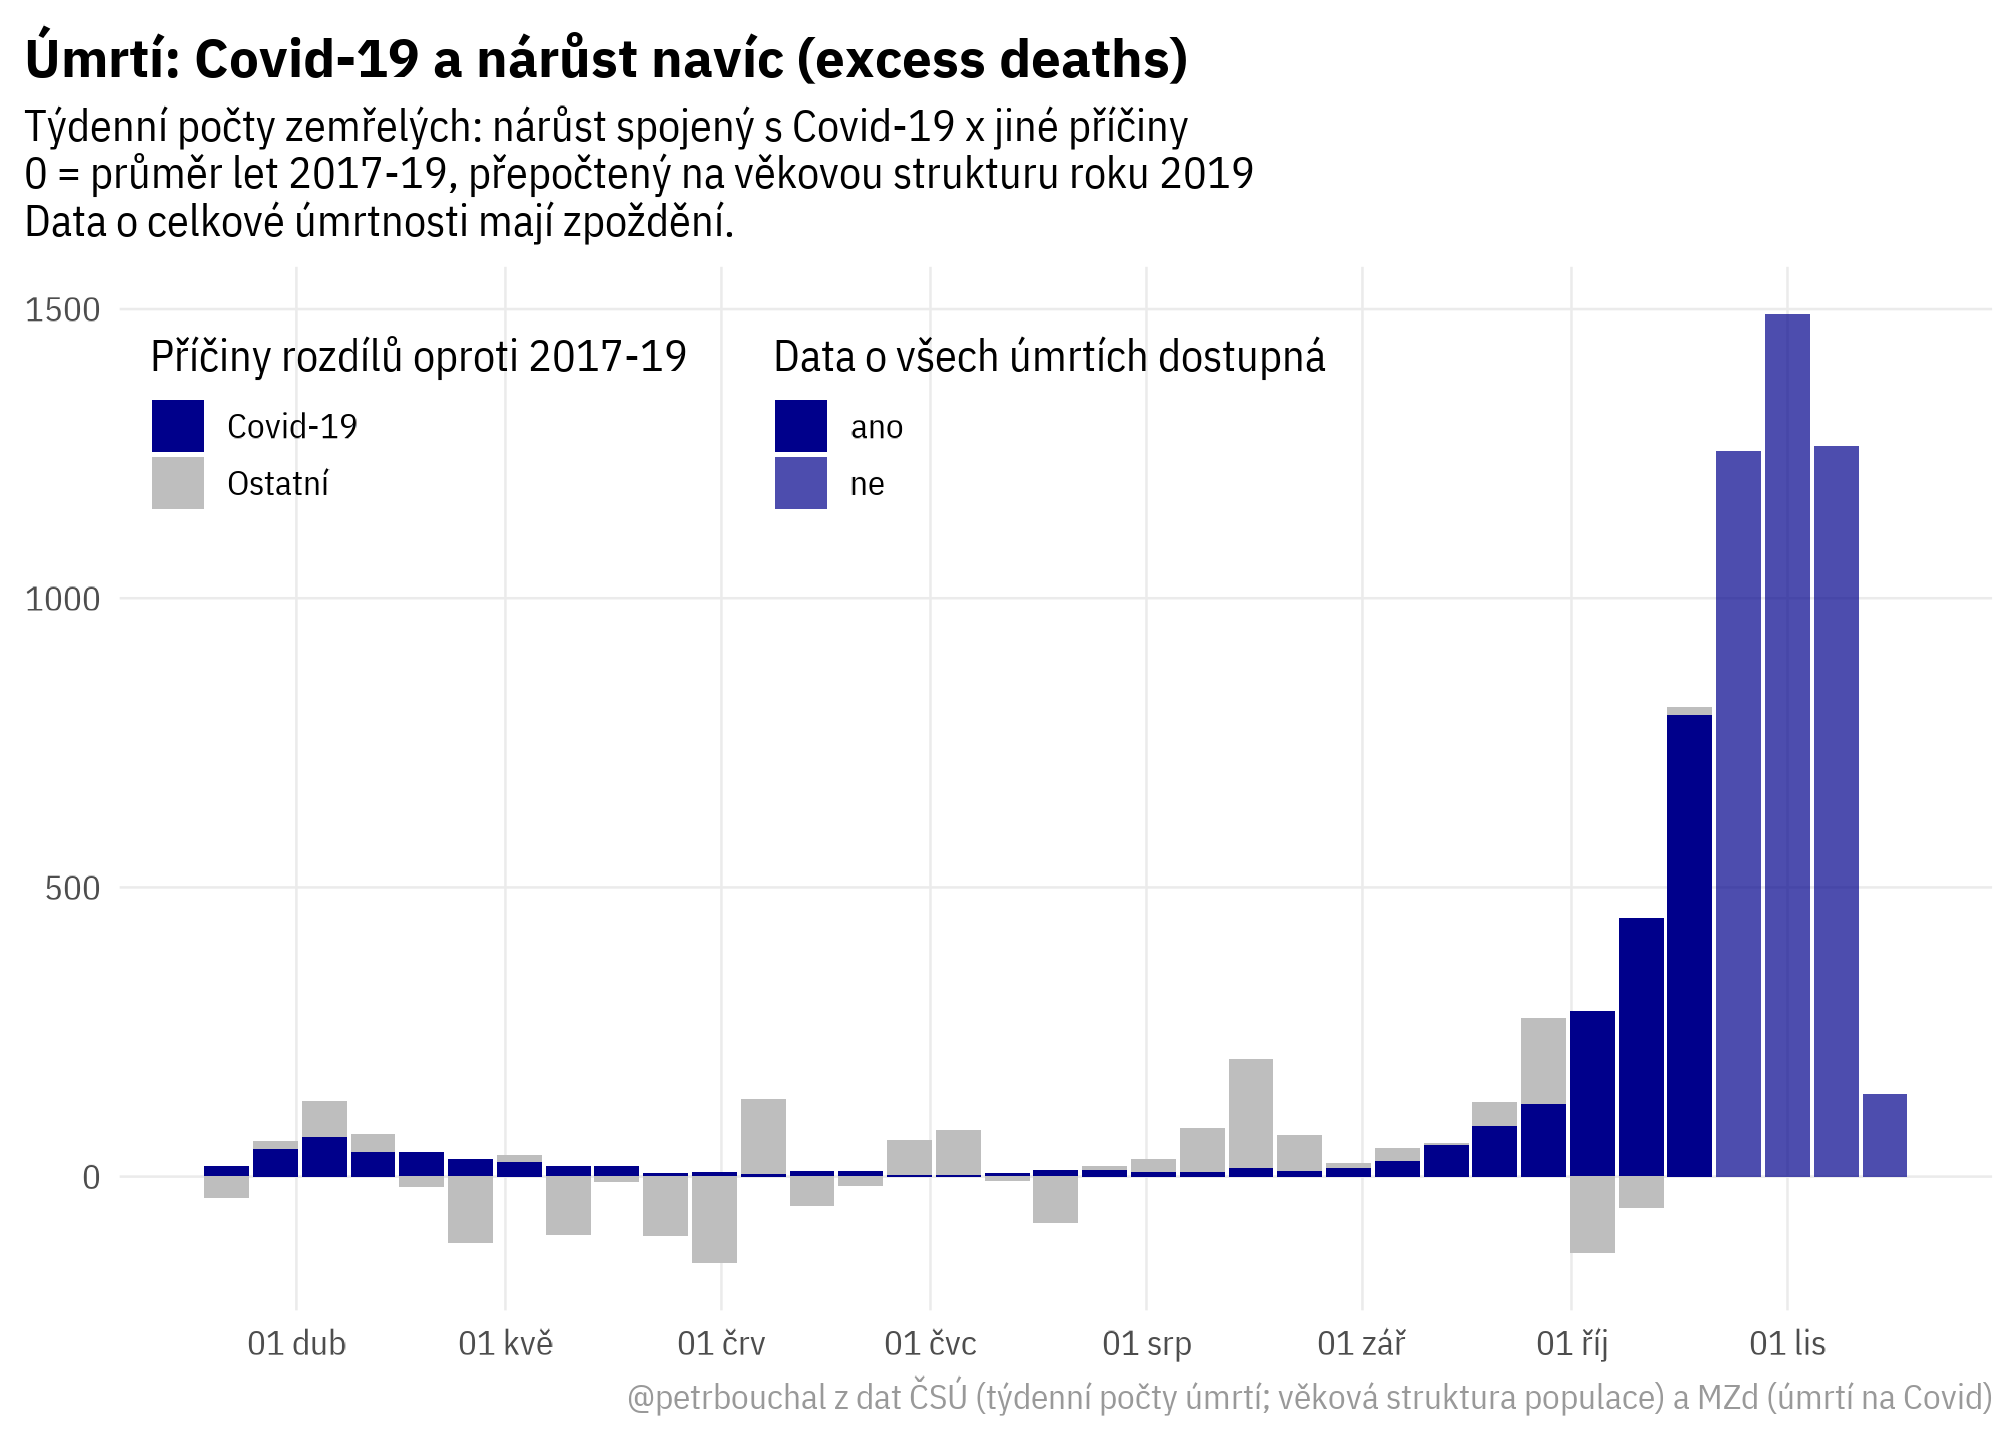 Úmrtí: Covid-19 a nárůst navíc (excess deaths)
Týdenní počty zemřelých: nárůst spojený s Covid-19 x jiné příčiny
0 = průměr let 2017-19, přepočtený na věkovou strukturu roku 2019
Data o celkové úmrtnosti mají zpoždění.
1500
Příčiny rozdílů oproti 2017-19
Covid-19
Ostatní
Data o všech úmrtích dostupná
ano
ne
1000
500
0
01 dub
01 kvě
01 črv
01 čvc
01 srp
01 zář
01 říj
01 lis
@petrbouchal z dat ČSÚ (týdenní počty úmrtí; věková struktura populace) a MZd (úmrtí na Covid)